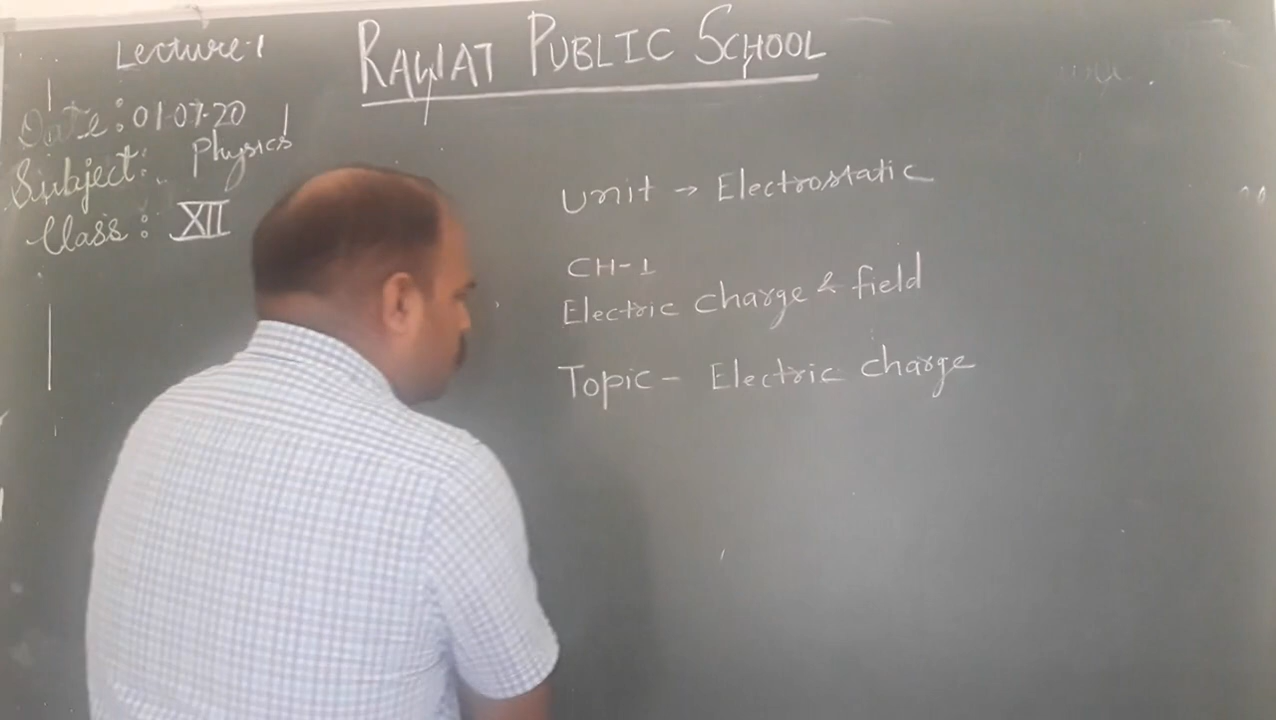 Lecture-1
RAWAT PUBLIC SCHOOL
Date: 01-07-20
Subject: Physics
Class: XII
Unit → Electrostatic
CH-1
Electric charge & field
Topic - Electric charge